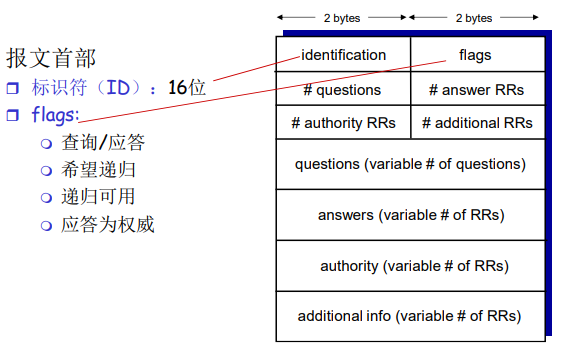 报文首部
标识符（ID）：16位
flags:
查询/应答
希望递归
递归可用
应答为权威
2 bytes 2 bytes
identification flags
# questions # answer RRs
# authority RRs # additional RRs
questions (variable # of questions)
answers (variable # of RRs)
authority (variable # of RRs)
additional info (variable # of RRs)